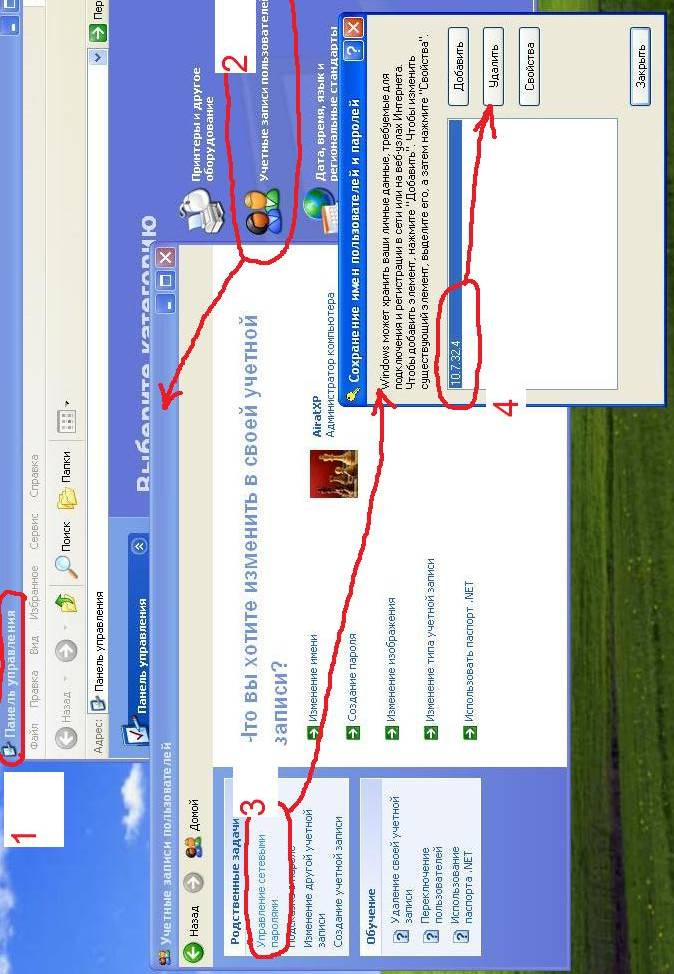 1
Панель управления
Файл Правка Вид Избранное Сервис Справка
Назад Поиск Папки
Адрес: Панель управления
Пер
Панель управления
Выберите категорию
2
Принтеры и другое
оборудование
Учетные записи пользователей
Дата, время, язык и
региональные стандарты
Учетные записи пользователей
Назад Домой
3
Родственные задачи
Управление сетевыми
паролями
Изменение другой учетной
записи
Создание учетной записи
Обучение
Удаление своей учетной
записи
Переключение
пользователей
Использование
паспорта .NET
Что вы хотите изменить в своей учетной
записи?
Изменение имени
Создание пароля
Изменение изображения
Изменение типа учетной записи
Использовать паспорт .NET
AiratXP
Администратор компьютера
Сохранение имен пользователей и паролей
Windows может хранить ваши личные данные, требуемые для
подключения и регистрации в сети или на веб-узлах Интернета.
Чтобы добавить элемент, нажмите "Добавить". Чтобы изменить
существующий элемент, выделите его, а затем нажмите "Свойства".
10.7.32.4
Добавить
Удалить
Свойства
Закрыть
4